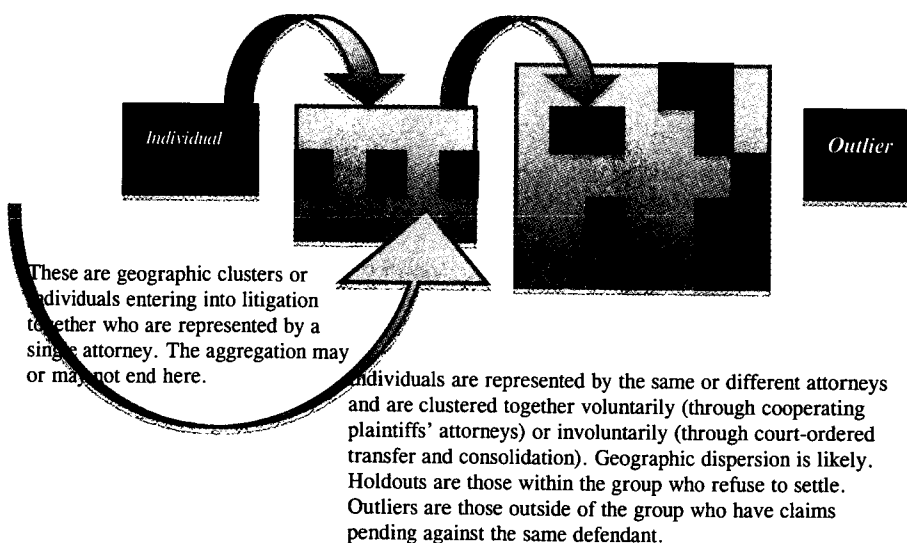 Individual
Outlier
These are geographic clusters or
individuals entering into litigation
together who are represented by a
single attorney. The aggregation may
or may not end here.
Individuals are represented by the same or different attorneys
and are clustered together voluntarily (through cooperating
plaintiffs' attorneys) or involuntarily (through court-ordered
transfer and consolidation). Geographic dispersion is likely.
Holdouts are those within the group who refuse to settle.
Outliers are those outside of the group who have claims
pending against the same defendant.